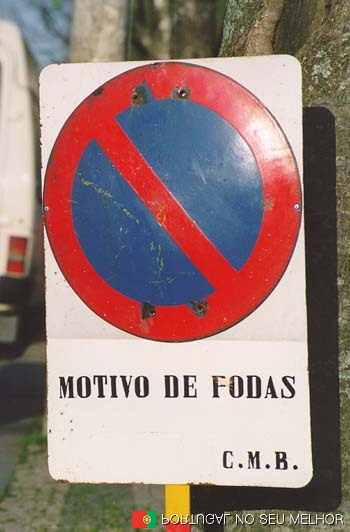 MOTIVO DE FODAS
C.M.B.
PORTUGAL NO SEU MELHOR